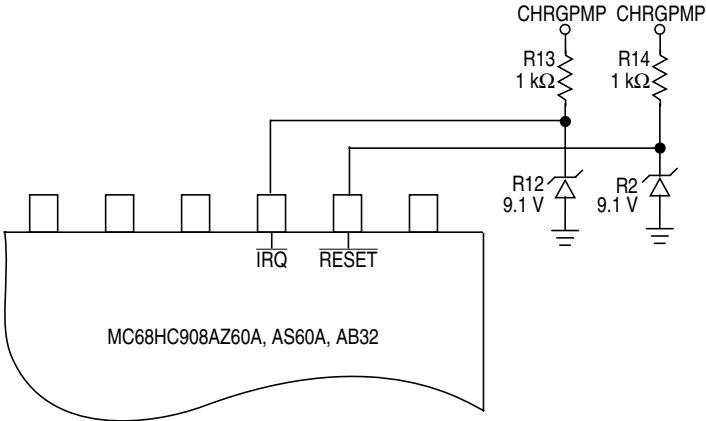 CHRGPMP CHRGPMP
R13
1 kΩ
R14
1 kΩ
R12
9.1 V
R2
9.1 V
IRQ RESET
MC68HC908AZ60A, AS60A, AB32